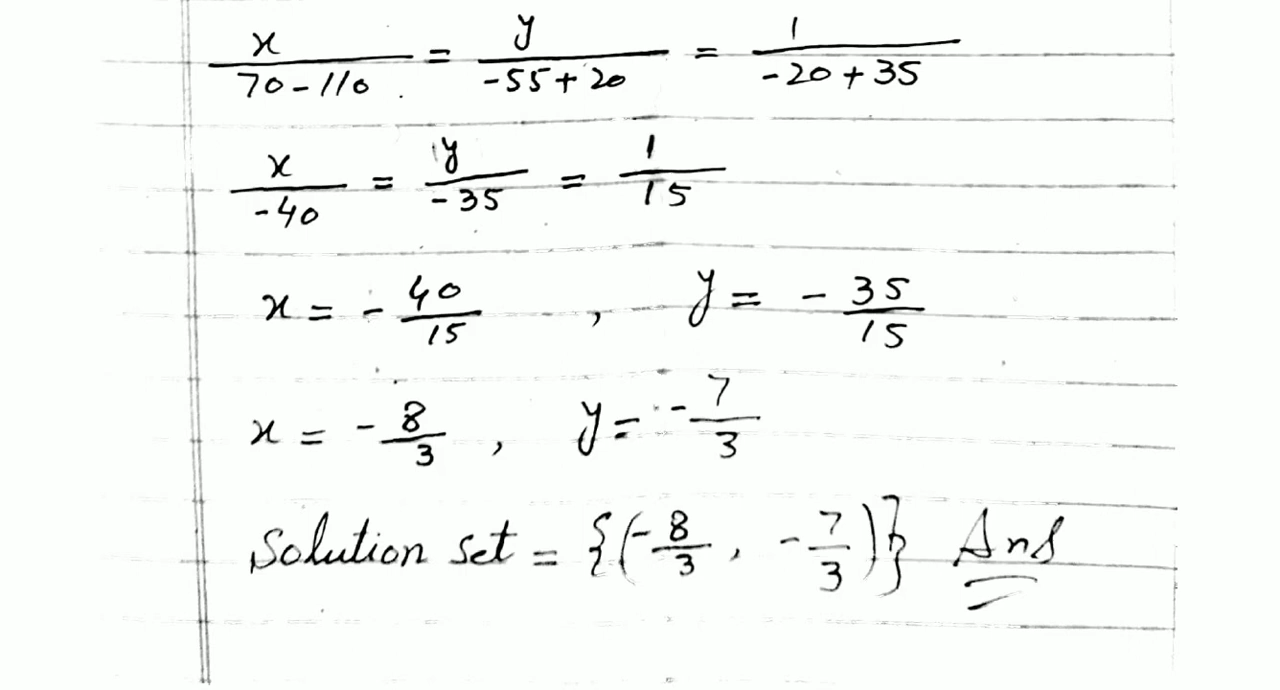 x/(70-110) = y/(-55+20) = 1/(-20+35)
x/-40 = y/-35 = 1/15
x = -40/15 , y = -35/15
x = -8/3 , y = -7/3
Solution set = {(-8/3 , -7/3)} Ans